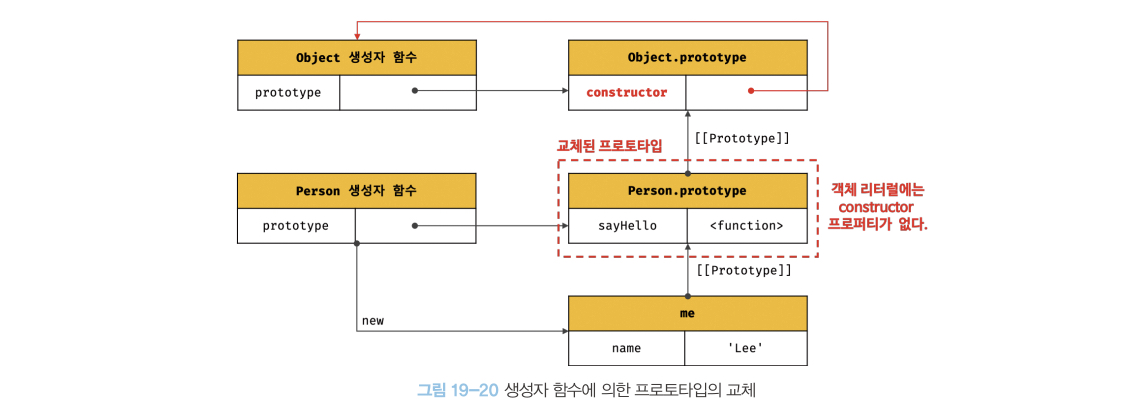 Object 생성자 함수
prototype
Object.prototype
constructor
[[Prototype]]
교체된 프로토타입
Person 생성자 함수
prototype
Person.prototype
sayHello
<function>
객체 리터럴에는
constructor
프로퍼티가 없다.
[[Prototype]]
new
me
name
'Lee'
그림 19-20 생성자 함수에 의한 프로토타입의 교체